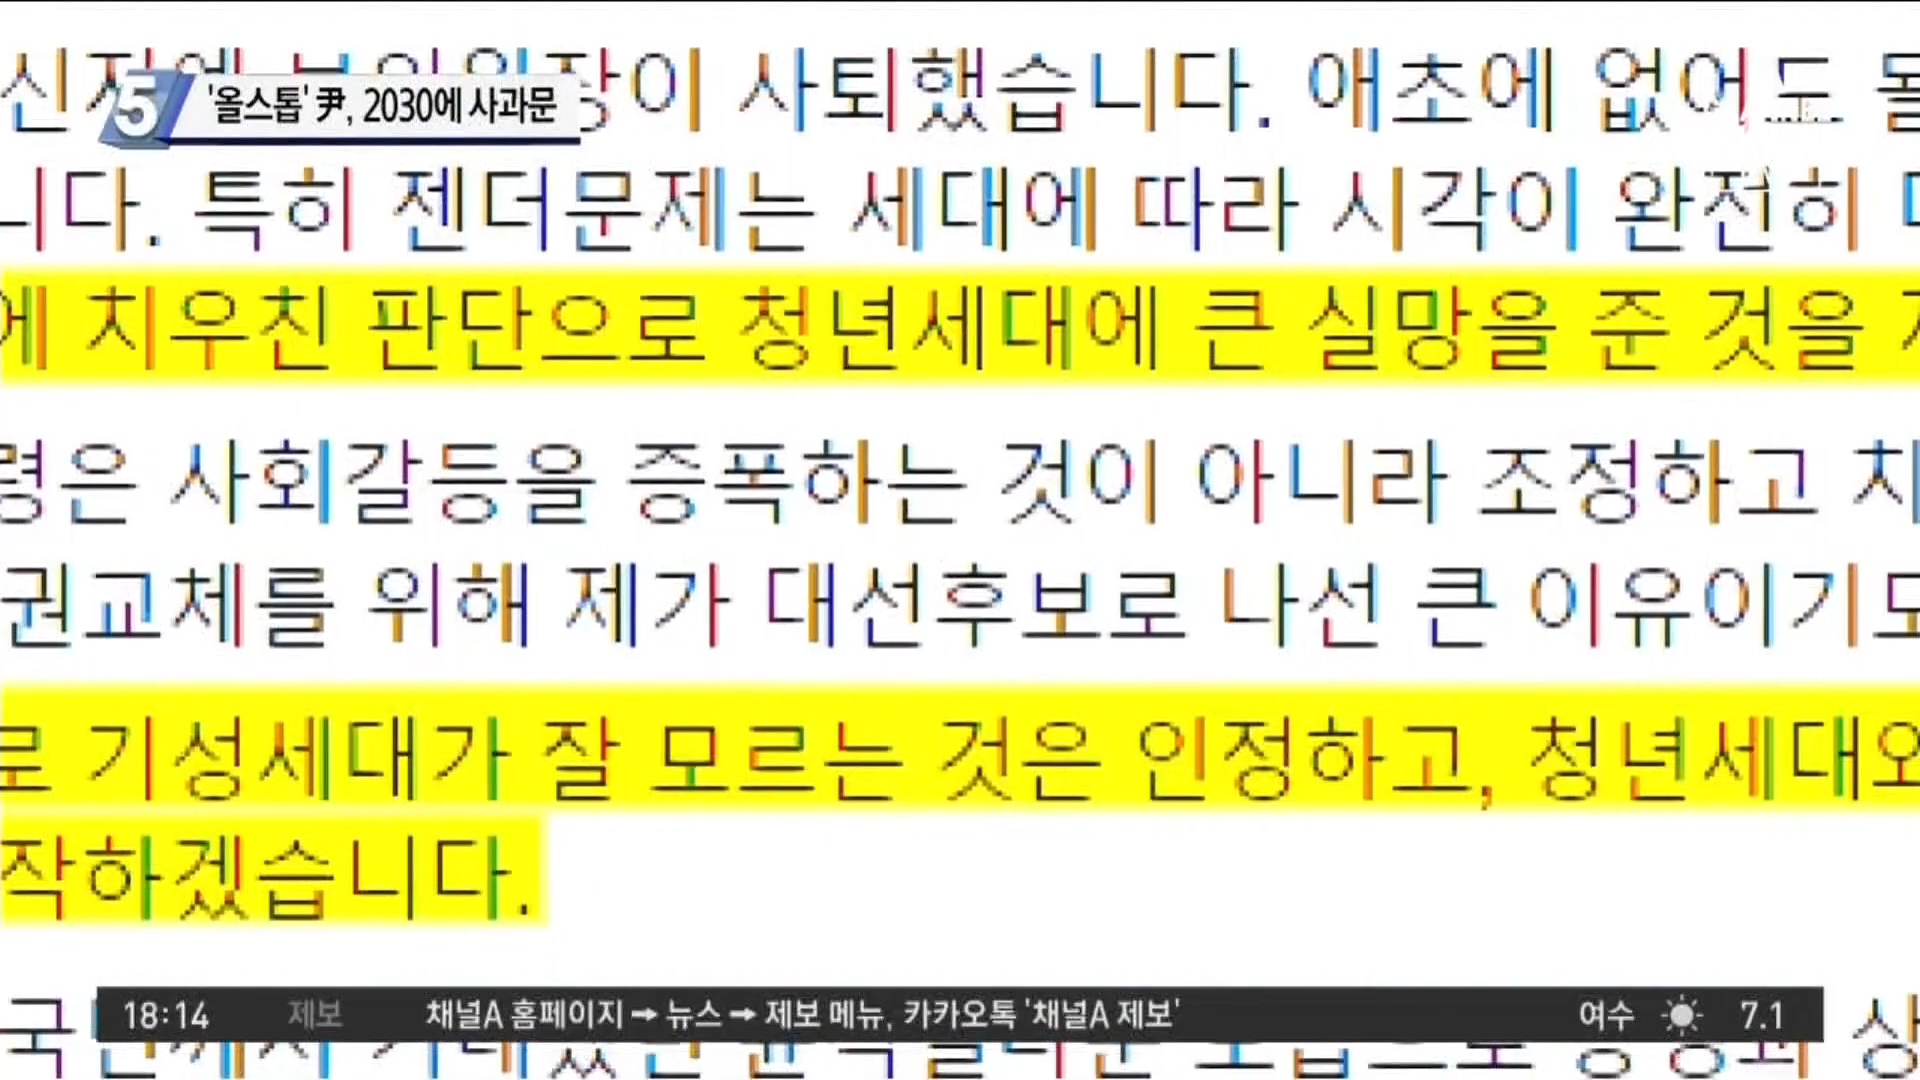 5 '올스톱' 尹, 2030에 사과문
이 사퇴했습니다. 애초에 없어도
니다. 특히 젠더문제는 세대에 따라 시각이 완전히
에 치우친 판단으로 청년세대에 큰 실망을 준 것을
령은 사회갈등을 증폭하는 것이 아니라 조정하고 치
권교체를 위해 제가 대선후보로 나선 큰 이유이기
로 기성세대가 잘 모르는 것은 인정하고, 청년세대와
작하겠습니다.
국
18:14 제보 채널A 홈페이지 → 뉴스 → 제보 메뉴, 카카오톡 '채널A 제보' 여수 7.1